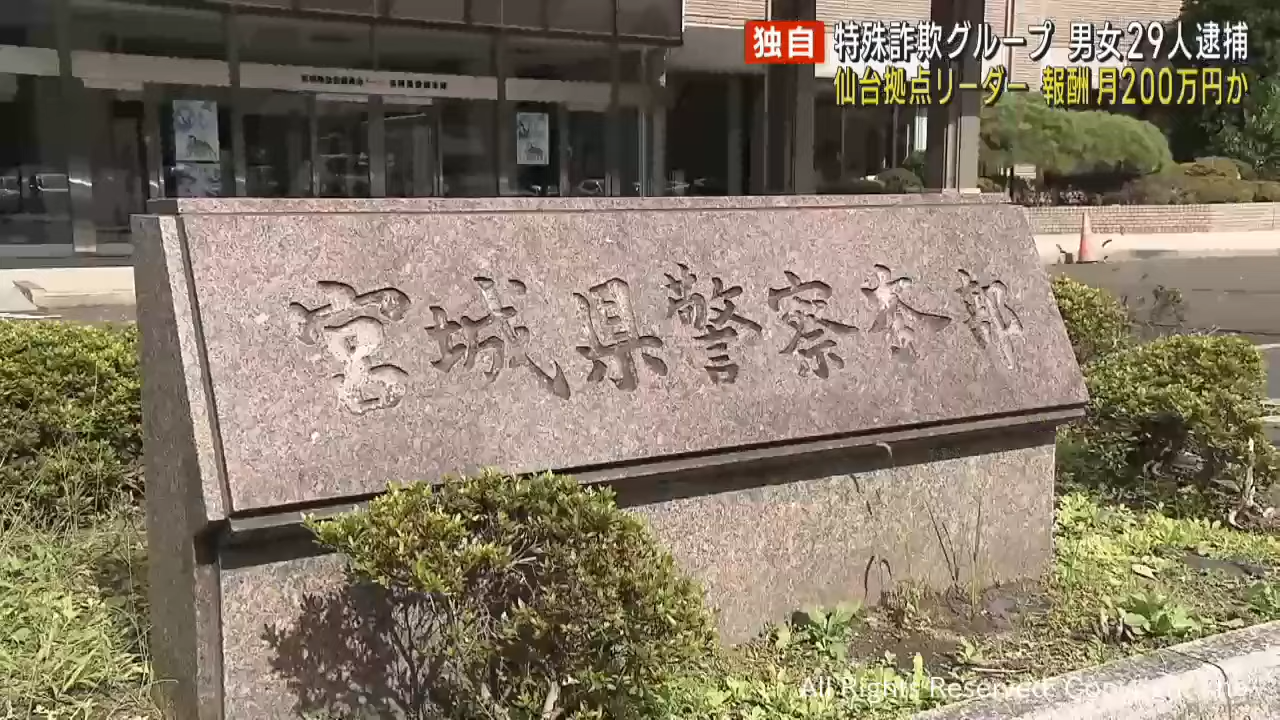 独自 特殊詐欺グループ 男女29人逮捕
仙台拠点リーダー 報酬 月200万円か
宮城県警察本部
All Rights Reserved. Co